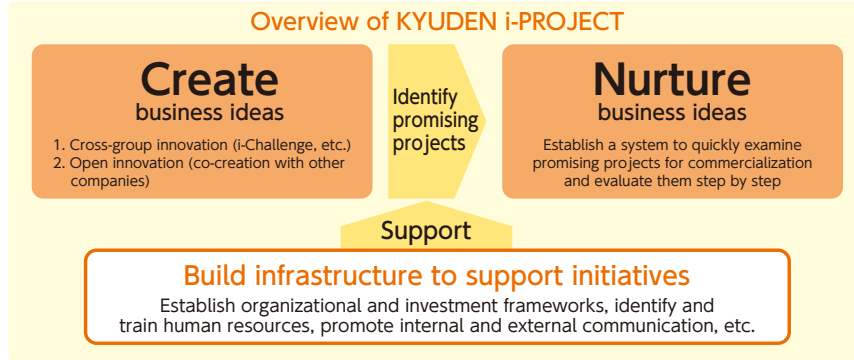 Overview of KYUDEN i-PROJECT
Create
business ideas
1. Cross-group innovation (i-Challenge, etc.)
2. Open innovation (co-creation with other
companies)
Identify
promising
projects
Nurture
business ideas
Establish a system to quickly examine
promising projects for commercialization
and evaluate them step by step
Support
Build infrastructure to support initiatives
Establish organizational and investment frameworks, identify and
train human resources, promote internal and external communication, etc.